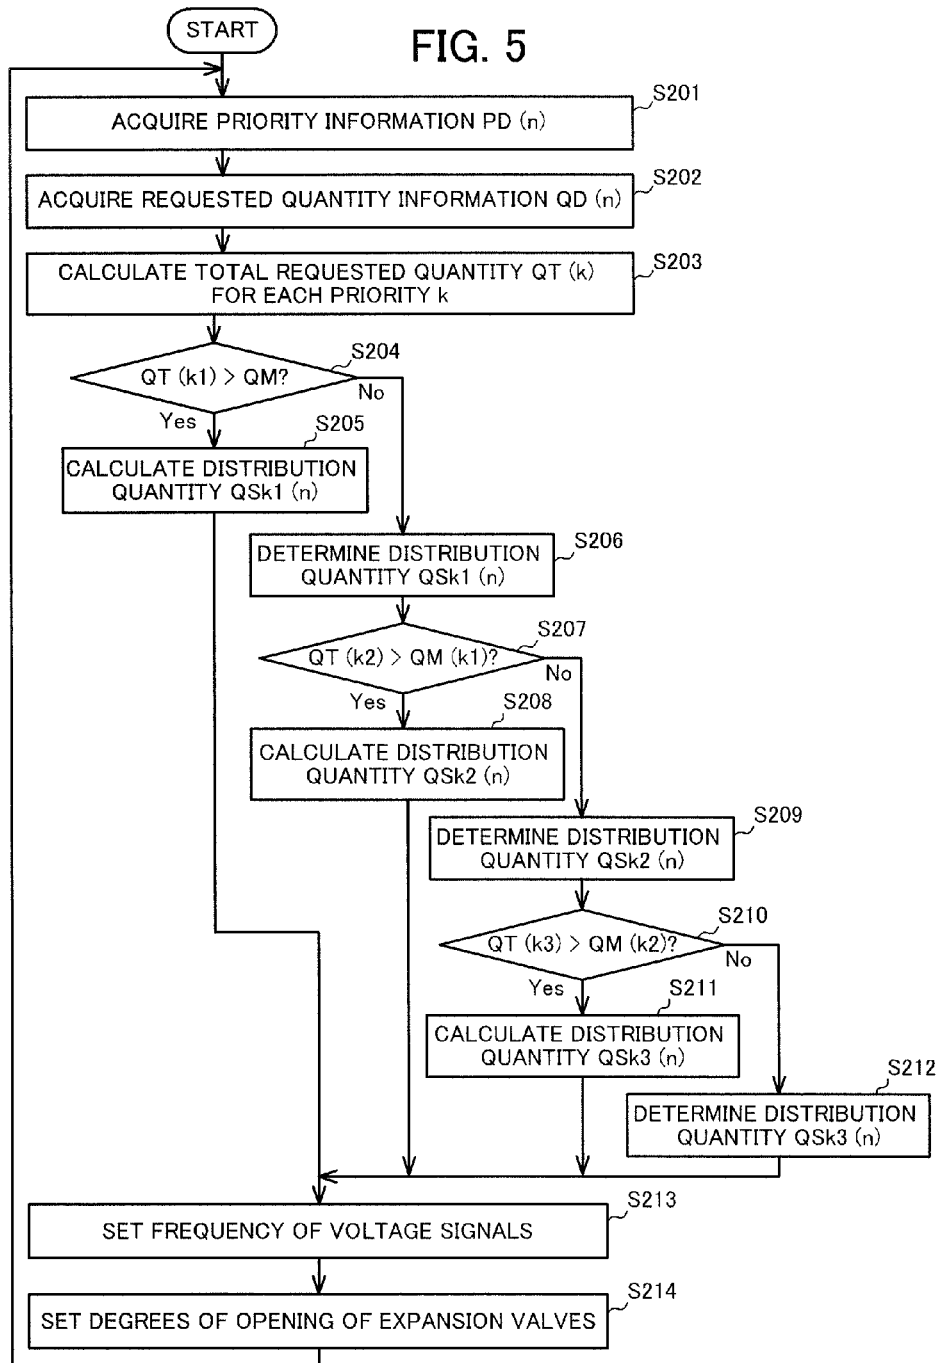 START
FIG. 5
S201
ACQUIRE PRIORITY INFORMATION PD (n)
S202
ACQUIRE REQUESTED QUANTITY INFORMATION QD (n)
S203
CALCULATE TOTAL REQUESTED QUANTITY QT (k)
FOR EACH PRIORITY k
S204
QT (k1) > QM?
No
Yes
S205
CALCULATE DISTRIBUTION
QUANTITY QSk1 (n)
S206
DETERMINE DISTRIBUTION
QUANTITY QSk1 (n)
S207
QT (k2) > QM (k1)?
No
Yes
S208
CALCULATE DISTRIBUTION
QUANTITY QSk2 (n)
S209
DETERMINE DISTRIBUTION
QUANTITY QSk2 (n)
S210
QT (k3) > QM (k2)?
No
Yes
S211
CALCULATE DISTRIBUTION
QUANTITY QSk3 (n)
S212
DETERMINE DISTRIBUTION
QUANTITY QSk3 (n)
S213
SET FREQUENCY OF VOLTAGE SIGNALS
S214
SET DEGREES OF OPENING OF EXPANSION VALVES